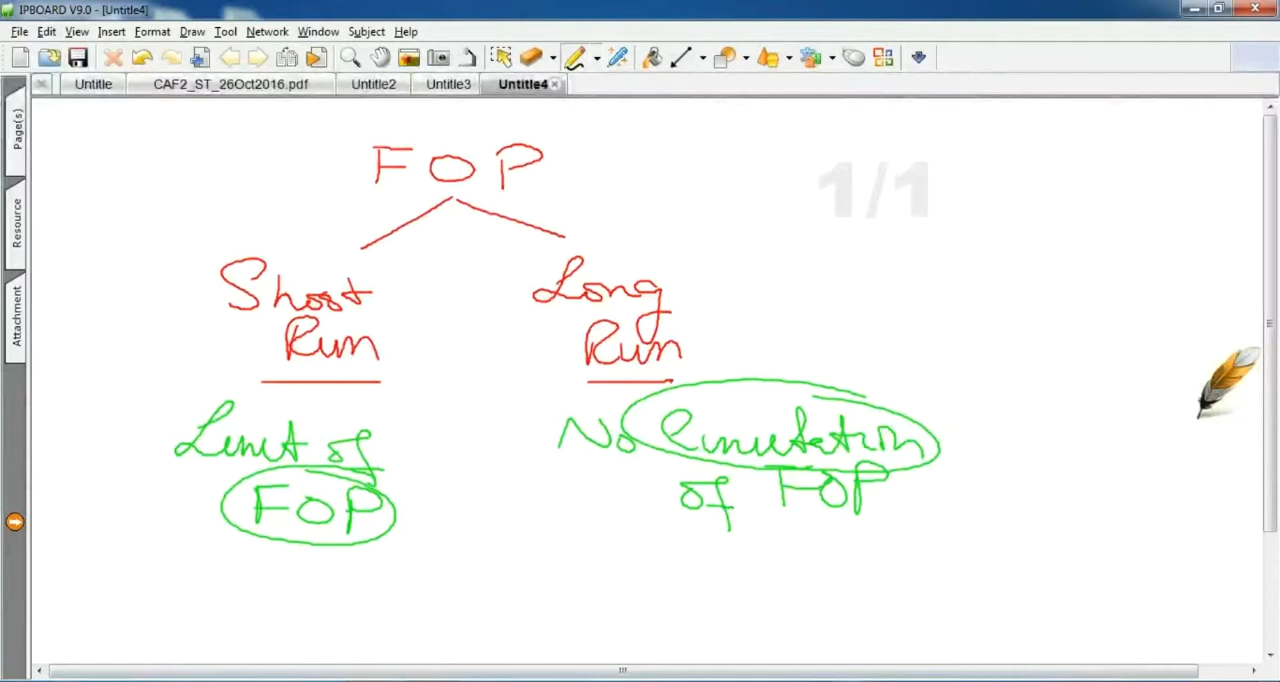 IPBOARD V9.0 - [Untitle4]
File Edit View Insert Format Draw Tool Network Window Subject Help
Untitle CAF2_ST_26Oct2016.pdf Untitle2 Untitle3 Untitle4
Page(s)
Resource
Attachment
1/1
FOP
Short Long
Run Run
Limit of No Limitation
FOP of FOP